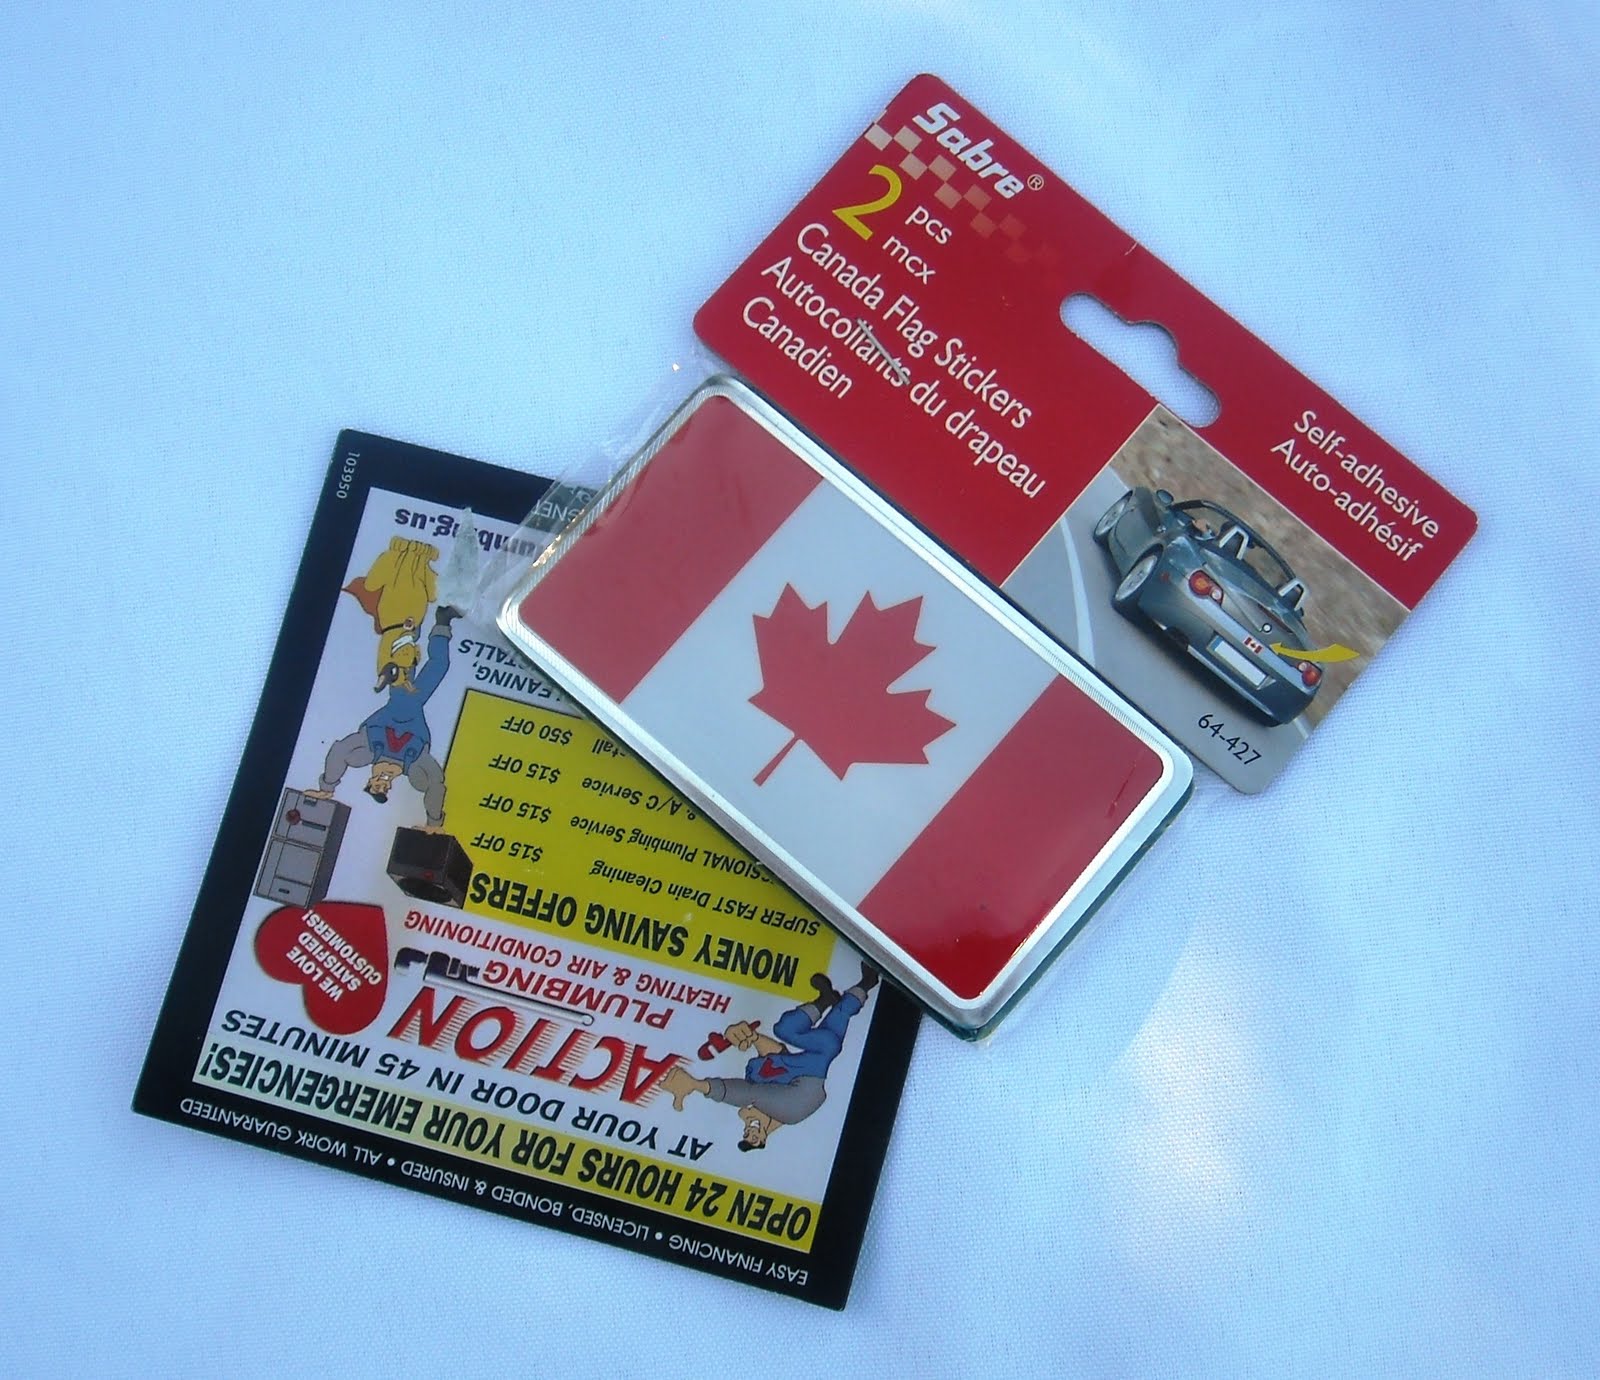 Sabre®
2 pcs
mcx
Canada Flag Stickers
Autocollants du drapeau
Canadien
Self-adhesive
Auto-adhésif
64-427
EASY FINANCING • LICENSED, BONDED & INSURED • ALL WORK GUARANTEED
OPEN 24 HOURS FOR YOUR EMERGENCIES!
AT YOUR DOOR IN 45 MINUTES
ACTION
PLUMBING
HEATING & AIR CONDITIONING
WE LOVE
SATISFIED
CUSTOMERS!
MONEY SAVING OFFERS
SUPER FAST Drain Cleaning $15 OFF
Plumbing Service $15 OFF
& A/C Service $15 OFF
$50 OFF
103950